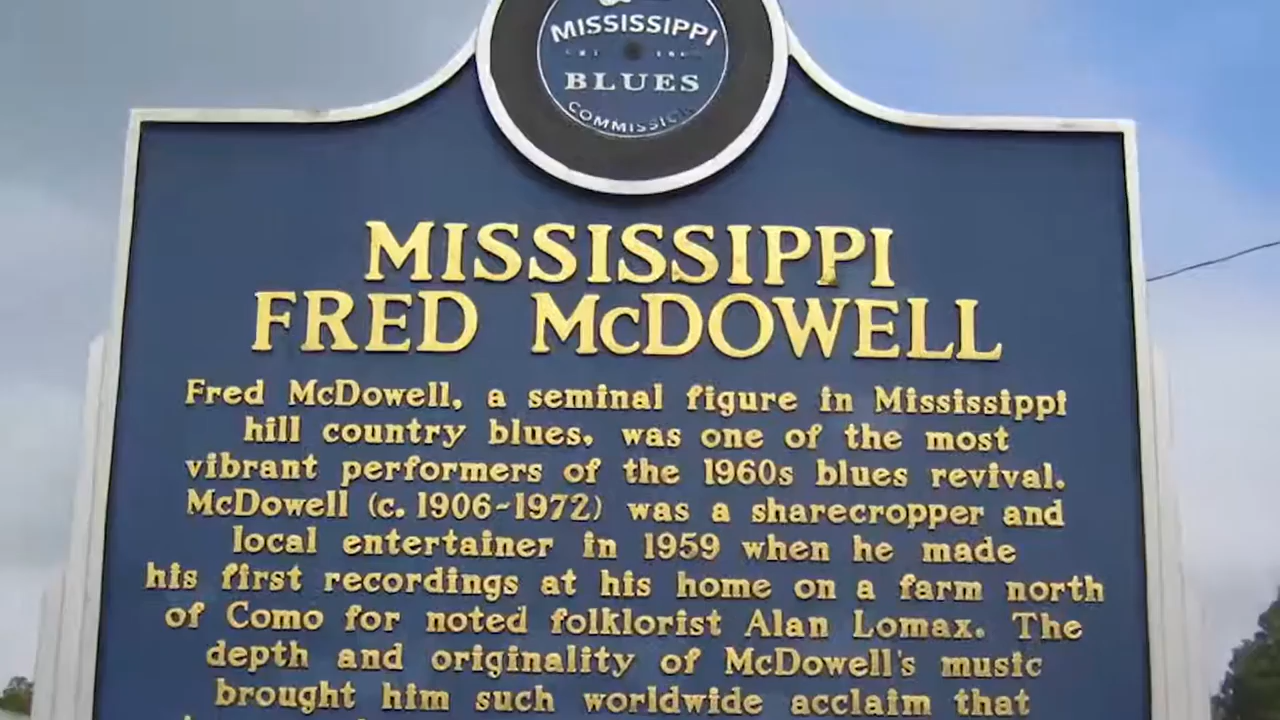 MISSISSIPPI
BLUES
COMMISSION
MISSISSIPPI
FRED McDOWELL
Fred McDowell, a seminal figure in Mississippi
hill country blues, was one of the most
vibrant performers of the 1960s blues revival.
McDowell (c. 1906-1972) was a sharecropper and
local entertainer in 1959 when he made
his first recordings at his home on a farm north
of Como for noted folklorist Alan Lomax. The
depth and originality of McDowell's music
brought him such worldwide acclaim that